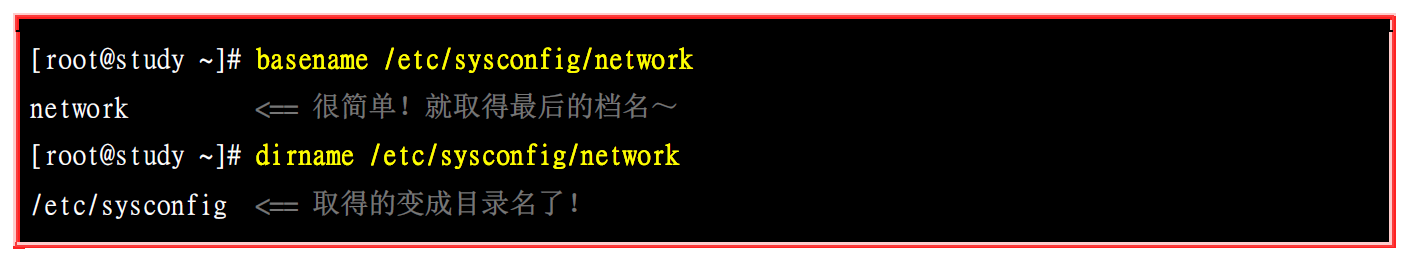 [root@study ~]# basename /etc/sysconfig/network
network <== 很简单！就取得最后的档名～
[root@study ~]# dirname /etc/sysconfig/network
/etc/sysconfig <== 取得的变成目录名了！